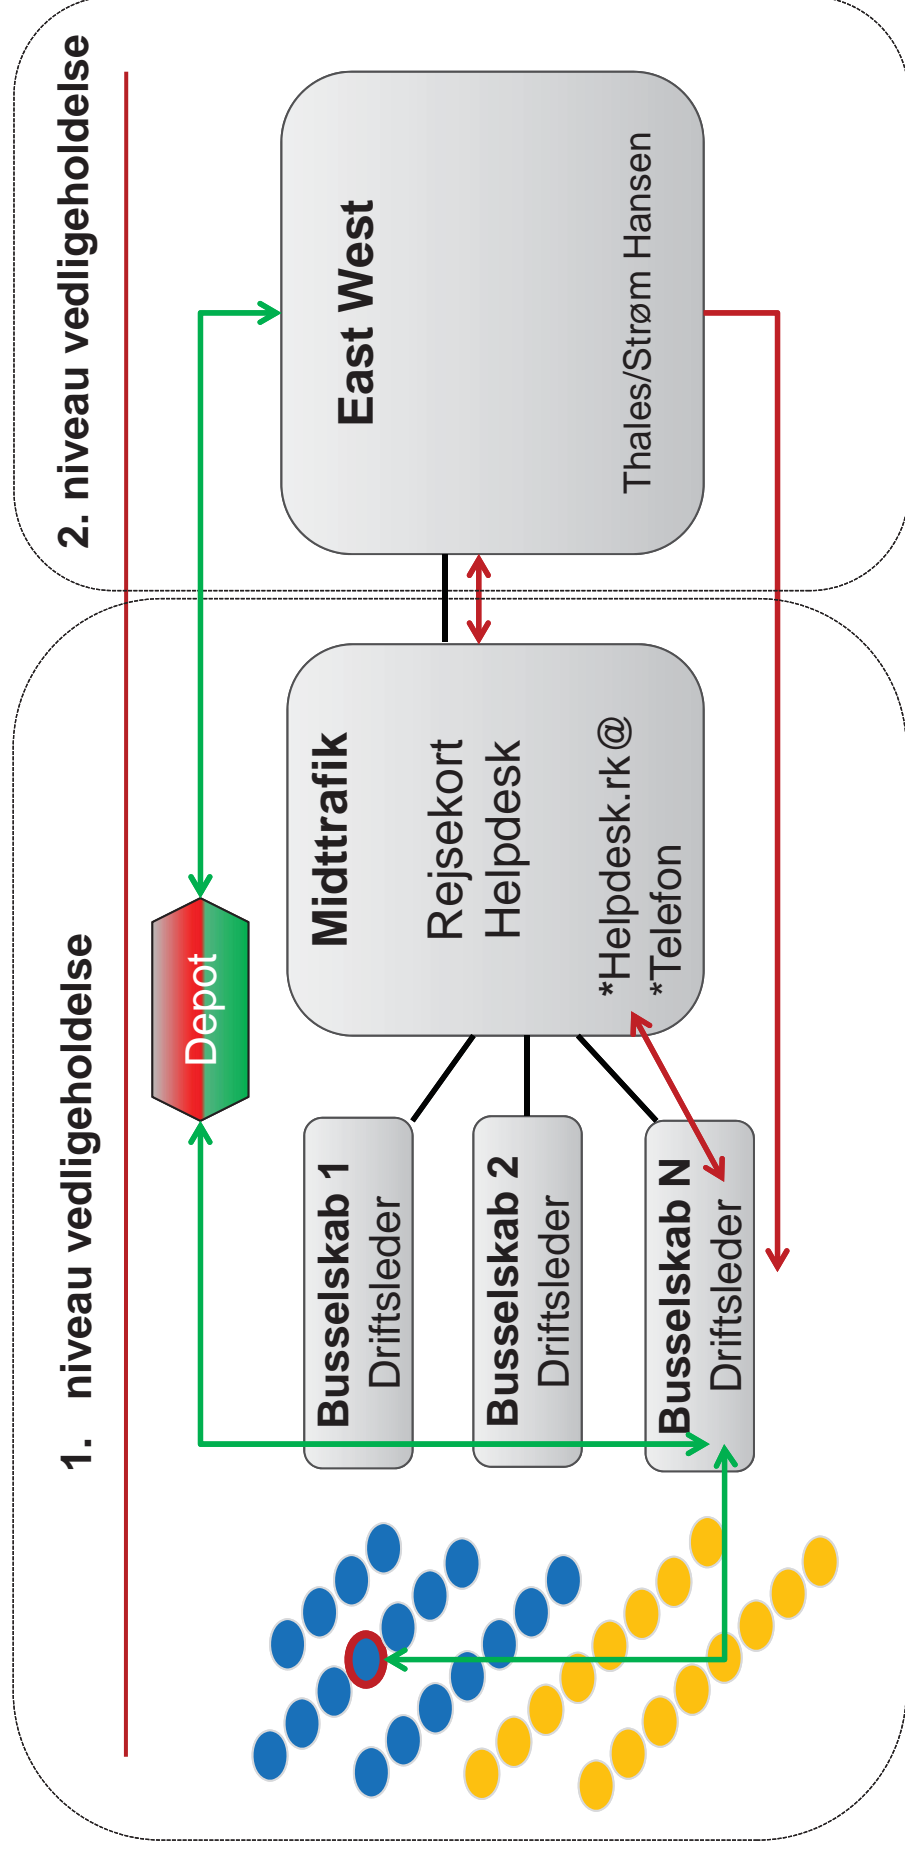 1. niveau vedligeholdelse
2. niveau vedligeholdelse
Depot
Busselskab 1
Driftsleder
Busselskab 2
Driftsleder
Busselskab N
Driftsleder
Midttrafik
Rejsekort
Helpdesk
*Helpdesk.rk@
*Telefon
East West
Thales/Strøm Hansen